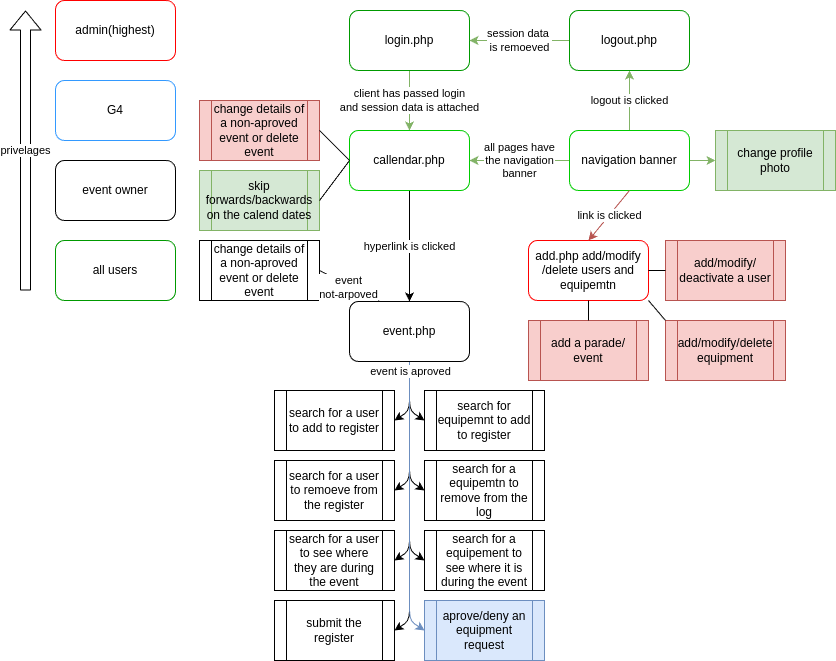 admin(highest)
G4
privelages
event owner
all users
login.php
session data
is remoeved
logout.php
client has passed login
and session data is attached
logout is clicked
change details of
a non-aproved
event or delete
event
callendar.php
all pages have
the navigation
banner
navigation banner
change profile
photo
skip
forwards/backwards
on the calend dates
link is clicked
hyperlink is clicked
change details of
a non-aproved
event or delete
event
event
not-arpoved
add.php add/modify
/delete users and
equipemtn
add/modify/
deactivate a user
event.php
add a parade/
event
add/modify/delete
equipment
event is aproved
search for a user
to add to register
search for
equipemnt to add
to register
search for a user
to remoeve from
the register
search for a
equipemtn to
remove from the
log
search for a user
to see where
they are during
the event
search for a
equipement to
see where it is
during the event
submit the
register
aprove/deny an
equipment
request